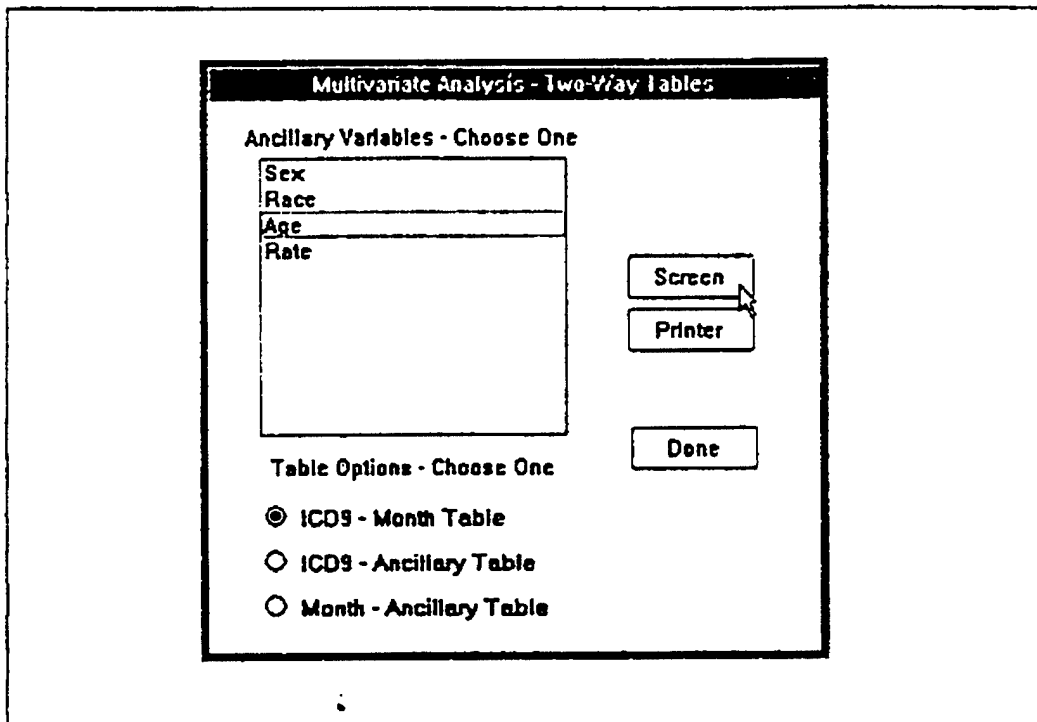 Multivariate Analysis - Two-Way Tables
Ancillary Variables - Choose One
Sex
Race
Age
Rate
Screen
Printer
Done
Table Options - Choose One
ICD9 - Month Table
ICD9 - Ancillary Table
Month - Ancillary Table